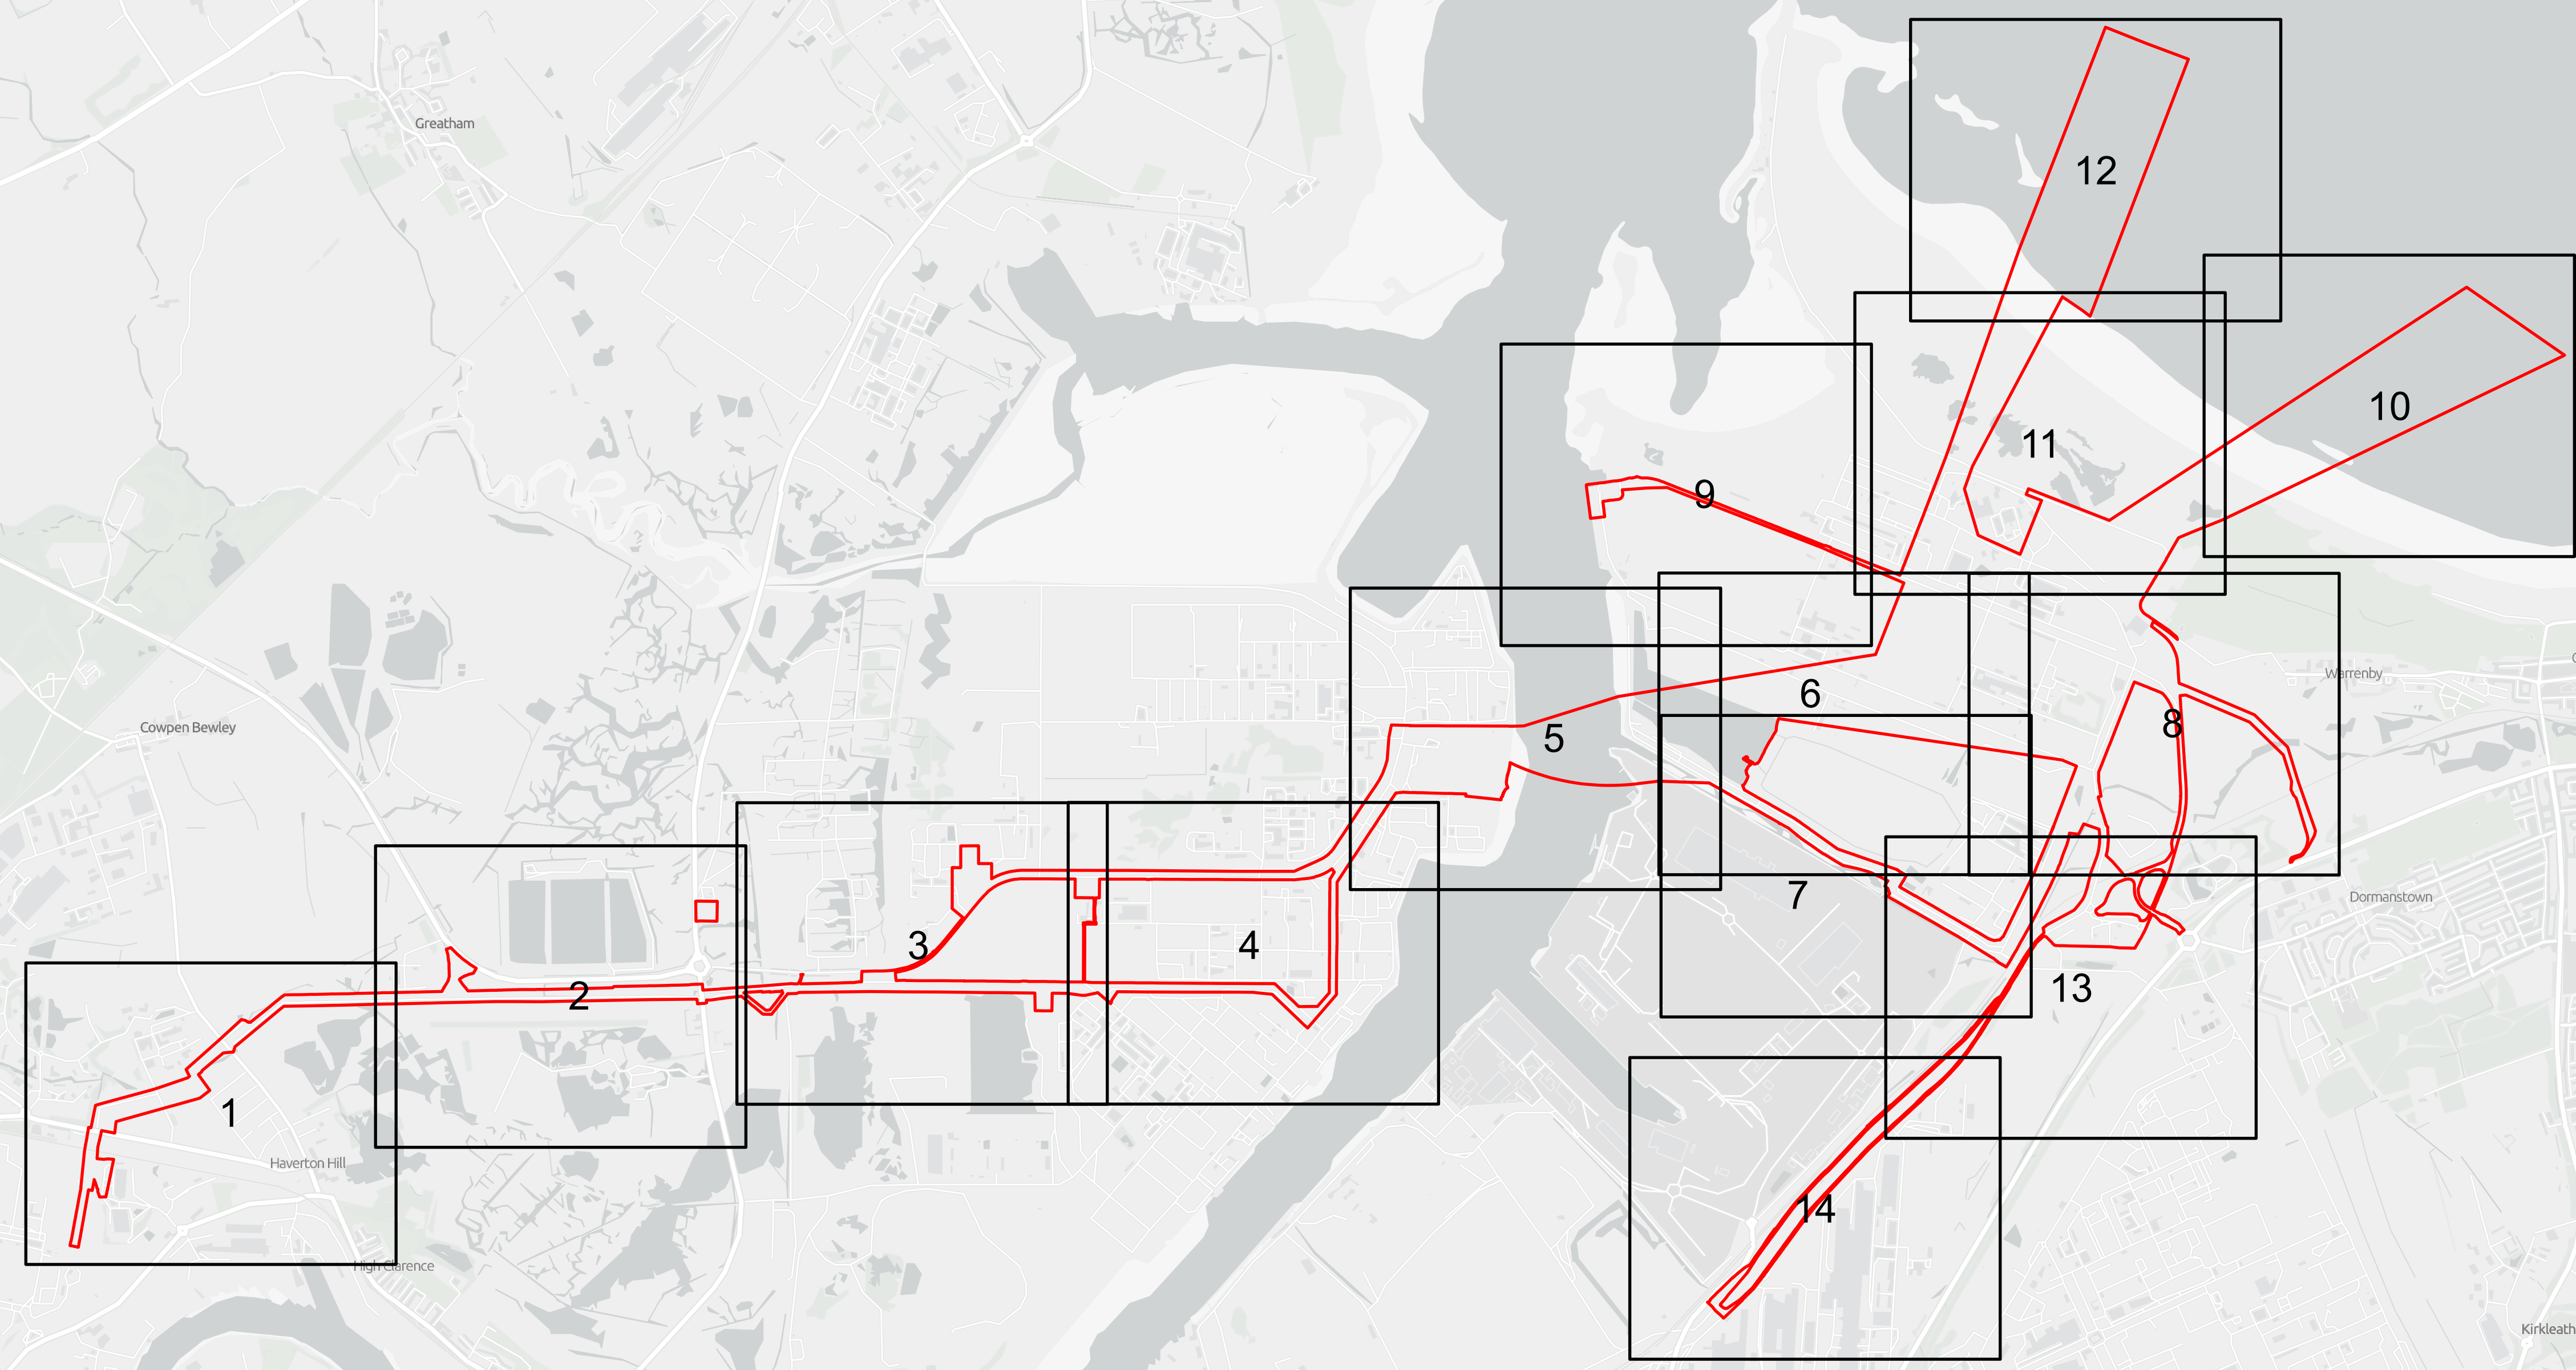 12
Greatham
10
11
9
Warrenby
6
8
Cowpen Bewley
5
7
Dormanstown
3
4
13
2
1
Haverton Hill
14
High Clarence
Kirkleath